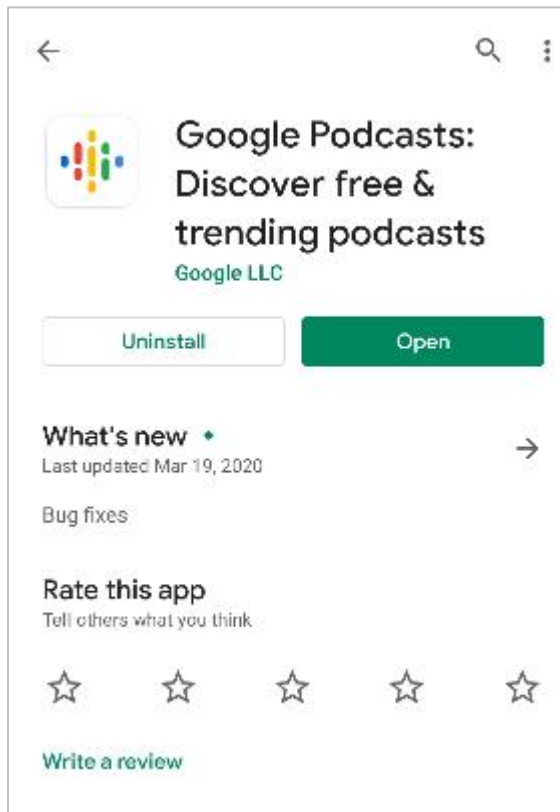 Google Podcasts:
Discover free &
trending podcasts
Google LLC
Uninstall
Open
What's new
Last updated Mar 19, 2020
Bug fixes
Rate this app
Tell others what you think
Write a review